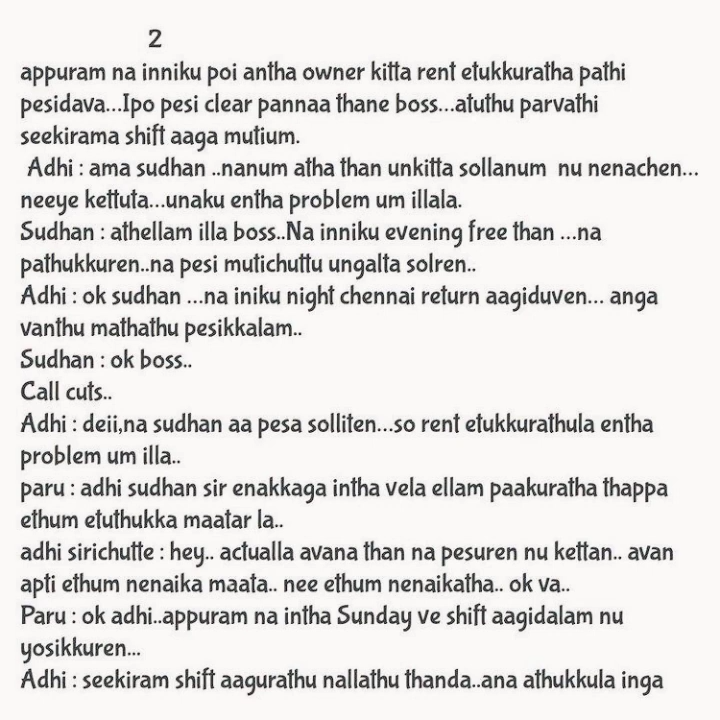 2
appuram na inniku poi antha owner kitta rent etukkuratha pathi
pesidava...Ipo pesi clear pannaa thane boss...atuthu parvathi
seekirama shift aaga mutium.
Adhi : ama sudhan ..nanum atha than unkitta sollanum nu nenachen...
neeye kettuta...unaku entha problem um illala.
Sudhan : athellam illa boss..Na inniku evening free than ...na
pathukkuren..na pesi mutichuttu ungalta solren..
Adhi : ok sudhan ...na iniku night chennai return aagiduven... anga
vanthu mathathu pesikkalam..
Sudhan : ok boss..
Call cuts..
Adhi : deii,na sudhan aa pesa solliten...so rent etukkurathula entha
problem um illa..
paru : adhi sudhan sir enakkaga intha vela ellam paakuratha thappa
ethum etuthukka maatar la..
adhi sirichutte : hey.. actualla avana than na pesuren nu kettan.. avan
apti ethum nenaika maata.. nee ethum nenaikatha.. ok va..
Paru : ok adhi..appuram na intha Sunday ve shift aagidalam nu
yosikkuren...
Adhi : seekiram shift aagurathu nallathu thanda..ana athukkula inga